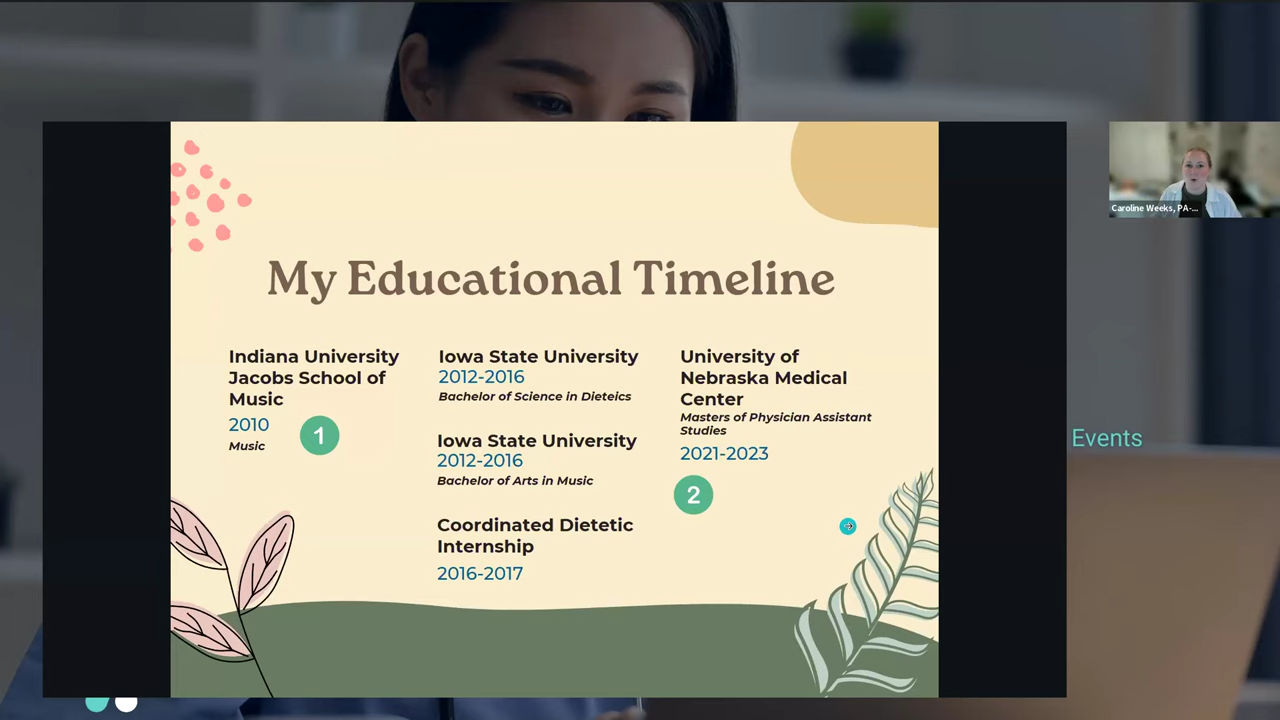 My Educational Timeline
Indiana University
Jacobs School of
Music
2010
Music
1
Iowa State University
2012-2016
Bachelor of Science in Dieteics
Iowa State University
2012-2016
Bachelor of Arts in Music
Coordinated Dietetic
Internship
2016-2017
University of
Nebraska Medical
Center
Masters of Physician Assistant
Studies
2021-2023
2
Caroline Weeks, PA-...
Events